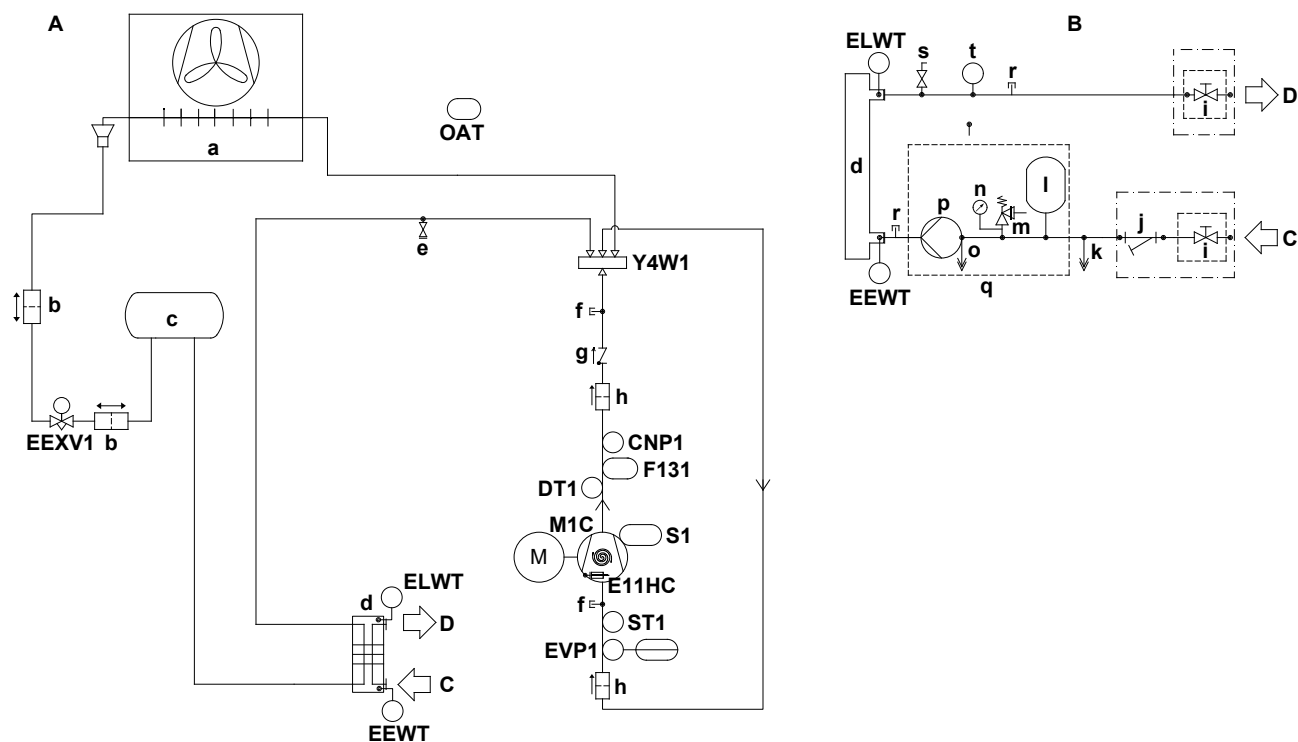 A
a
OAT
e
Y4W1
b
c
f
g
h
EEXV1 b
CNP1
F131
DT1
M1C
S1
M
E11HC
f
ST1
EVP1
h
ELWT
d
D
C
EEWT
B
ELWT
s
t
r
i
D
d
l
n
p
r
m
j
o
k
i
C
q
EEWT